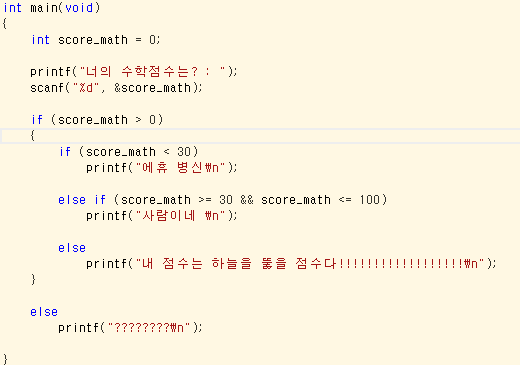 int main(void)
{
int score_math = 0;
printf("너의 수학점수는? : ");
scanf("%d", &score_math);
if (score_math > 0)
{
if (score_math < 30)
printf("에휴 병신₩n");
else if (score_math >= 30 && score_math <= 100)
printf("사람이네 ₩n");
else
printf("내 점수는 하늘을 뚫을 점수다!!!!!!!!!!!!!!!!!!!₩n");
}
else
printf("????????₩n");
}